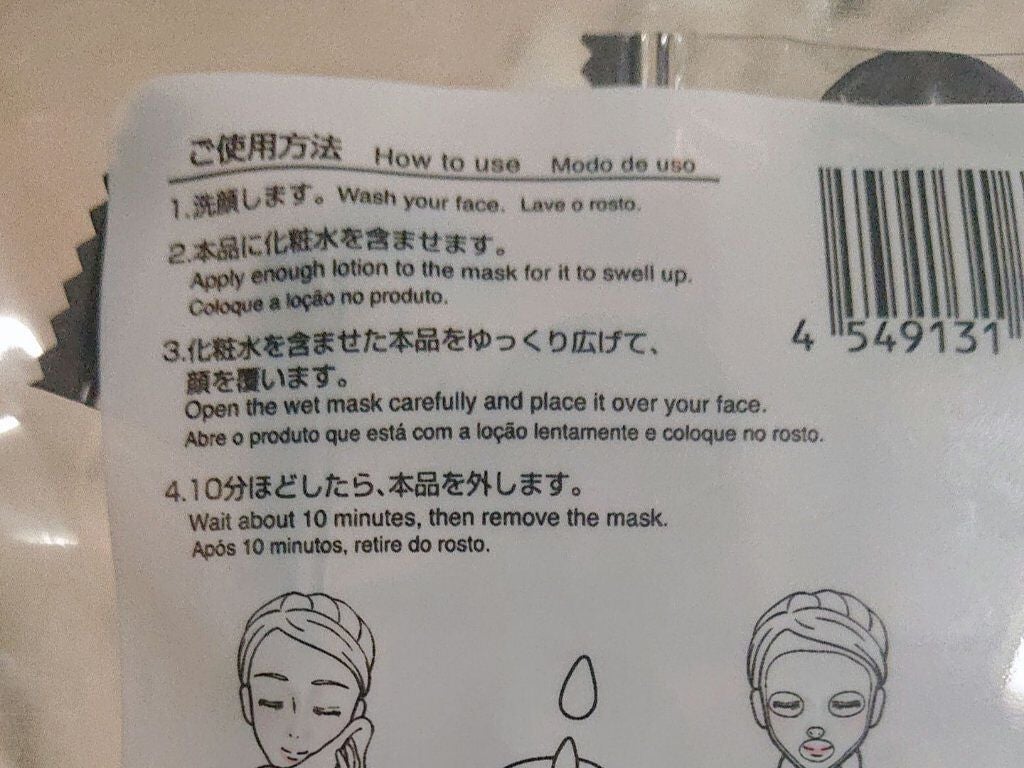 ご使用方法 How to use Modo de uso
1.洗顔します。Wash your face. Lave o rosto.
2.本品に化粧水を含ませます。
Apply enough lotion to the mask for it to swell up.
Coloque a loção no produto.
3.化粧水を含ませた本品をゆっくり広げて、
顔を覆います。
Open the wet mask carefully and place it over your face.
Abre o produto que está com a loção lentamente e coloque no rosto.
4.10分ほどしたら、本品を外します。
Wait about 10 minutes, then remove the mask.
Após 10 minutos, retire do rosto.
4 549131